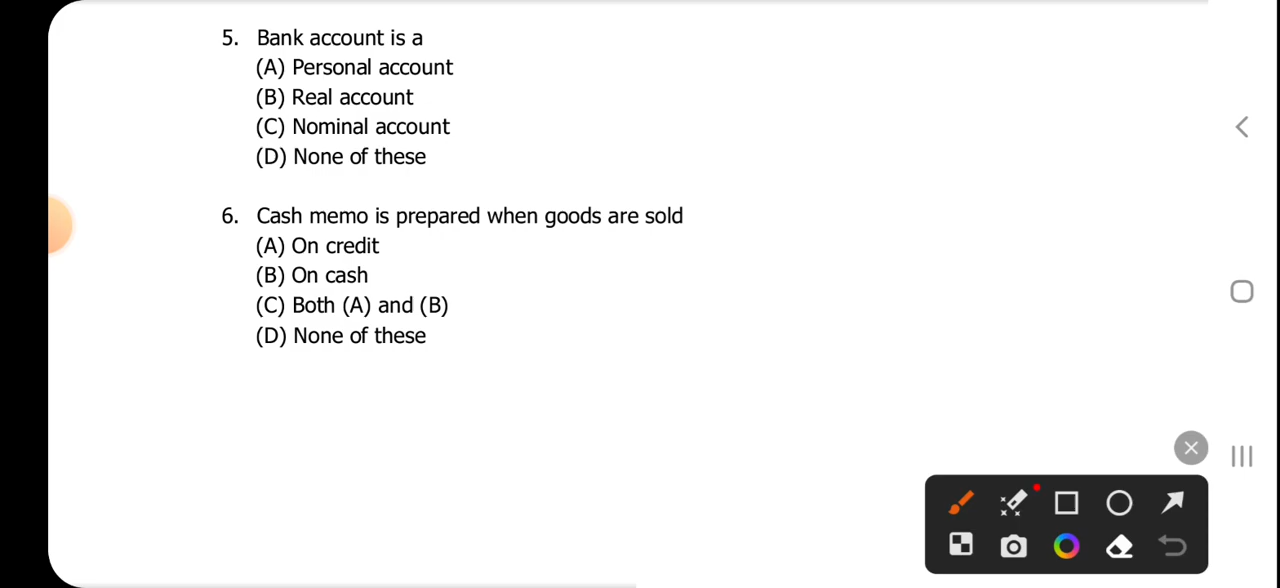 5. Bank account is a
(A) Personal account
(B) Real account
(C) Nominal account
(D) None of these
6. Cash memo is prepared when goods are sold
(A) On credit
(B) On cash
(C) Both (A) and (B)
(D) None of these